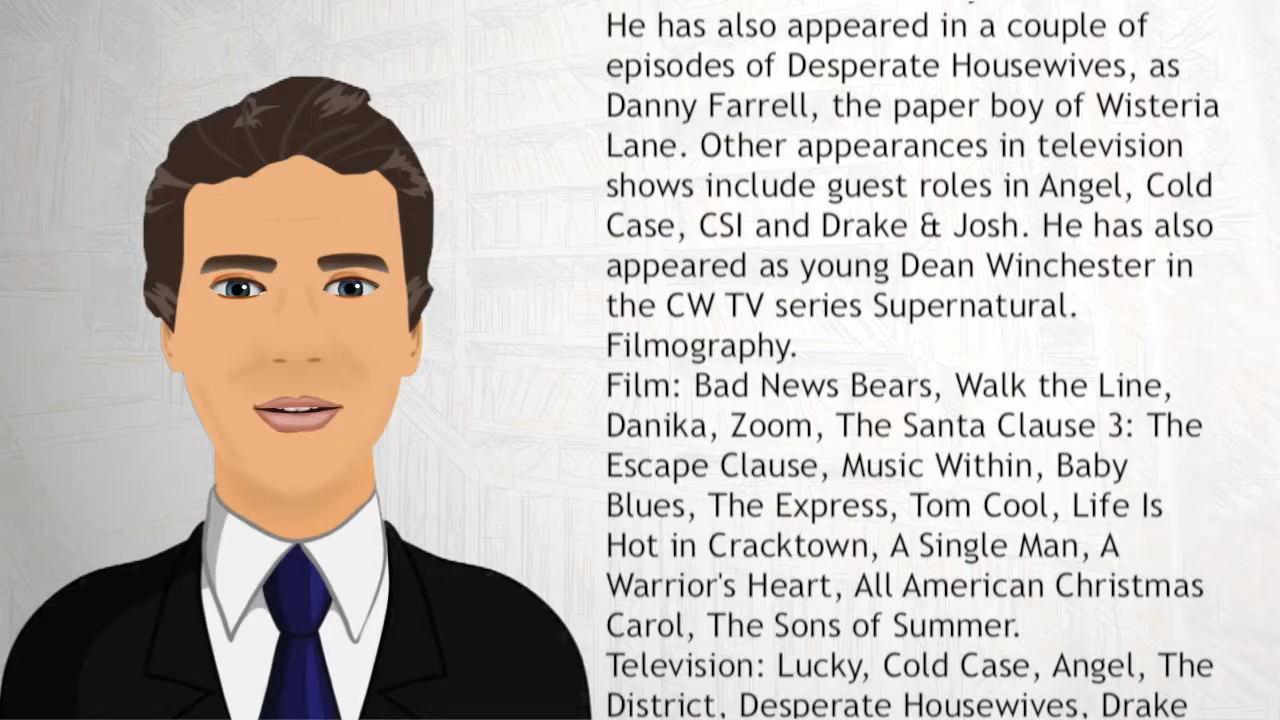 He has also appeared in a couple of
episodes of Desperate Housewives, as
Danny Farrell, the paper boy of Wisteria
Lane. Other appearances in television
shows include guest roles in Angel, Cold
Case, CSI and Drake & Josh. He has also
appeared as young Dean Winchester in
the CW TV series Supernatural.
Filmography.
Film: Bad News Bears, Walk the Line,
Danika, Zoom, The Santa Clause 3: The
Escape Clause, Music Within, Baby
Blues, The Express, Tom Cool, Life Is
Hot in Cracktown, A Single Man, A
Warrior's Heart, All American Christmas
Carol, The Sons of Summer.
Television: Lucky, Cold Case, Angel, The
District, Desperate Housewives, Drake